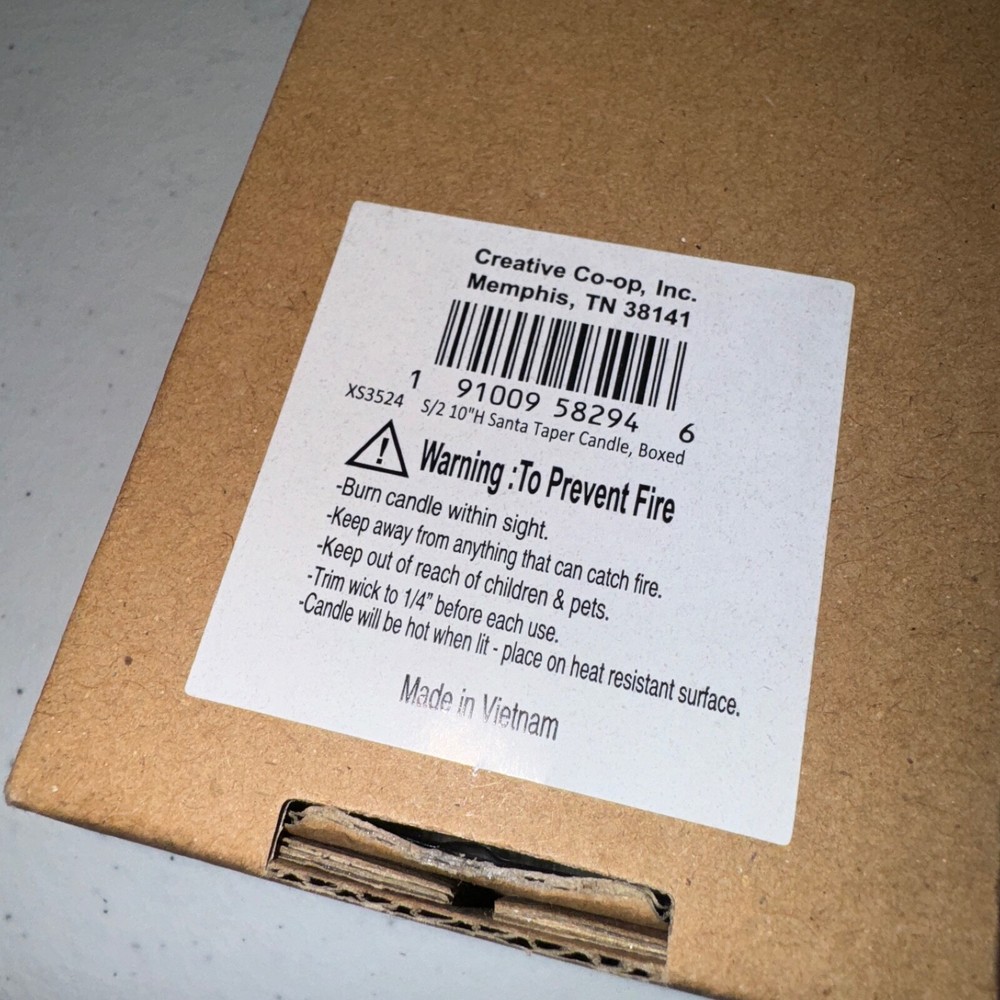 Creative Co-op, Inc.
Memphis, TN 38141
1 91009 58294 6
XS3524 S/2 10"H Santa Taper Candle, Boxed
Warning :To Prevent Fire
-Burn candle within sight.
-Keep away from anything that can catch fire.
-Keep out of reach of children & pets.
-Trim wick to 1/4” before each use.
-Candle will be hot when lit - place on heat resistant surface.
Made in Vietnam